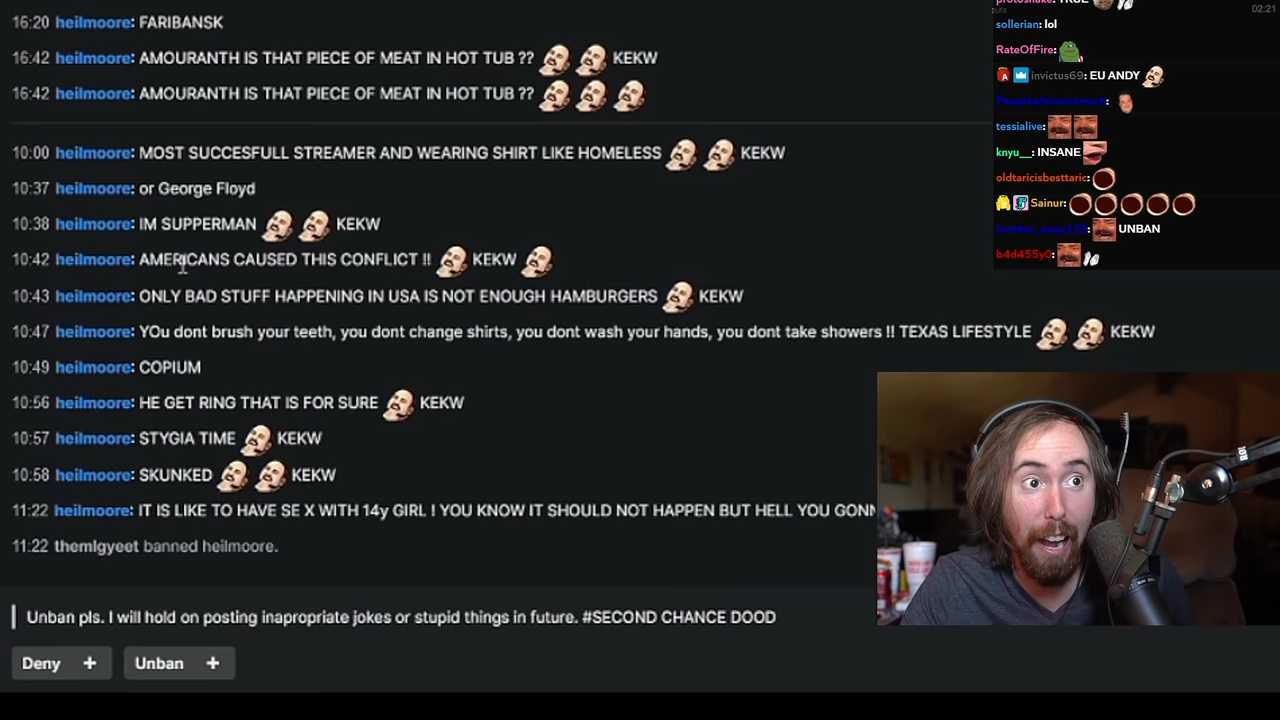 16:20 heilmoore: FARIBANSK
16:42 heilmoore: AMOURANTH IS THAT PIECE OF MEAT IN HOT TUB ?? KEKW
16:42 heilmoore: AMOURANTH IS THAT PIECE OF MEAT IN HOT TUB ??
10:00 heilmoore: MOST SUCCESFULL STREAMER AND WEARING SHIRT LIKE HOMELESS KEKW
10:37 heilmoore: or George Floyd
10:38 heilmoore: IM SUPPERMAN KEKW
10:42 heilmoore: AMERICANS CAUSED THIS CONFLICT !! KEKW
10:43 heilmoore: ONLY BAD STUFF HAPPENING IN USA IS NOT ENOUGH HAMBURGERS KEKW
10:47 heilmoore: YOu dont brush your teeth, you dont change shirts, you dont wash your hands, you dont take showers !! TEXAS LIFESTYLE KEKW
10:49 heilmoore: COPIUM
10:56 heilmoore: HE GET RING THAT IS FOR SURE KEKW
10:57 heilmoore: STYGIA TIME KEKW
10:58 heilmoore: SKUNKED KEKW
11:22 heilmoore: IT IS LIKE TO HAVE SE X WITH 14y GIRL ! YOU KNOW IT SHOULD NOT HAPPEN BUT HELL YOU GONN
11:22 themlgyeet banned heilmoore.
Unban pls. I will hold on posting inapropriate jokes or stupid things in future. #SECOND CHANCE DOOD
Deny +
Unban +
02:21
sollerian: lol
RateOfFire:
invictus69: EU ANDY
tessialive:
knyu__: INSANE
oldtaricisbesttaric:
Sainur:
UNBAN
b4d455y0: